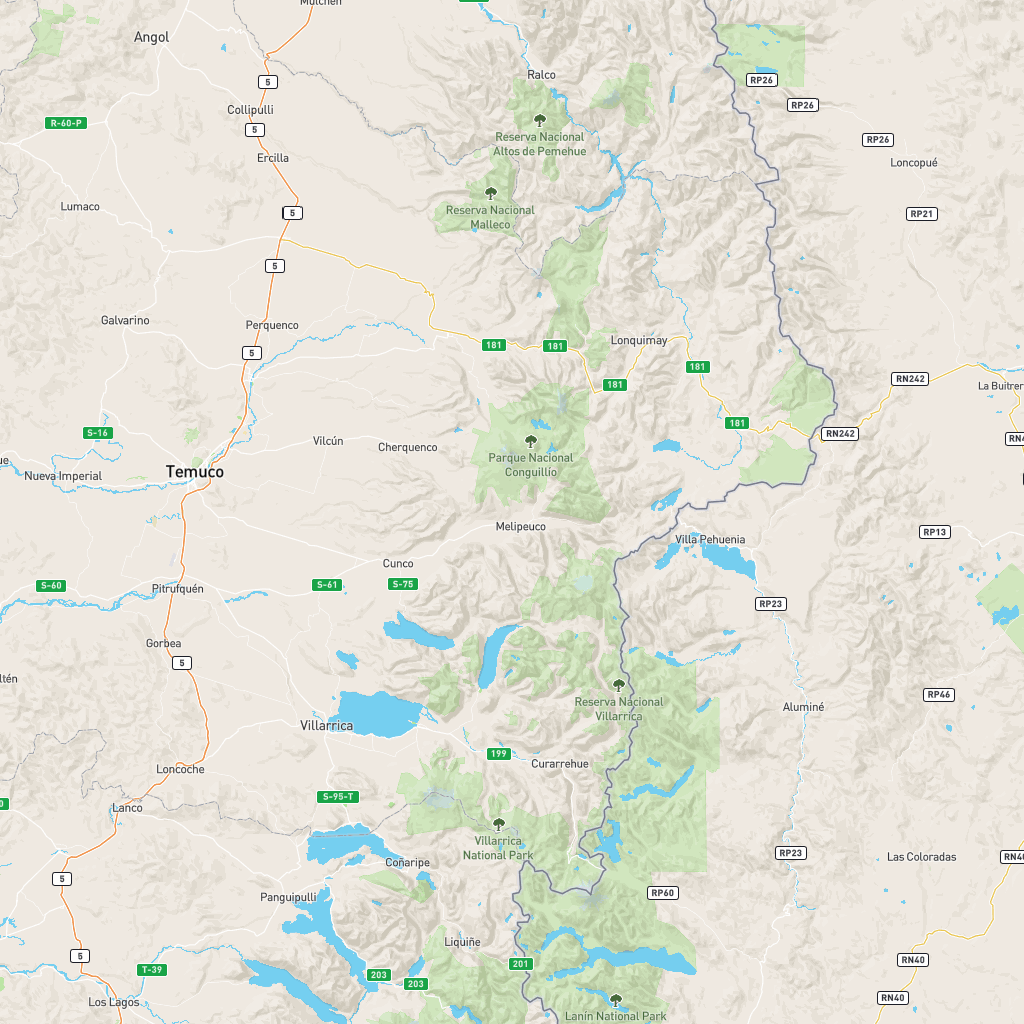 Mulchén
Angol
Ralco
RP26
5
Collipulli
RP26
R-60-P
5
Reserva Nacional
Altos de Pemehue
RP26
Ercilla
Loncopué
Lumaco
Reserva Nacional
Malleco
5
RP21
5
Galvarino
Perquenco
181
181
Lonquimay
5
181
181
RN242
La Buitrer
181
S-16
RN242
Vilcún
Cherquenco
Parque Nacional
Conguillío
Temuco
Nueva Imperial
Melipeuco
Villa Pehuenia
RP13
Cunco
S-60
Pitrufquén
S-61
S-75
RP23
Gorbea
5
ltén
Reserva Nacional
Villarrica
RP46
Aluminé
Villarrica
199
Curarrehue
Loncoche
S-95-T
Lanco
Villarrica
National Park
RP23
Las Coloradas
RN40
Coñaripe
5
Panguipulli
RP60
Liquiñe
5
T-39
203
203
201
RN40
Los Lagos
RN40
Lanín National Park